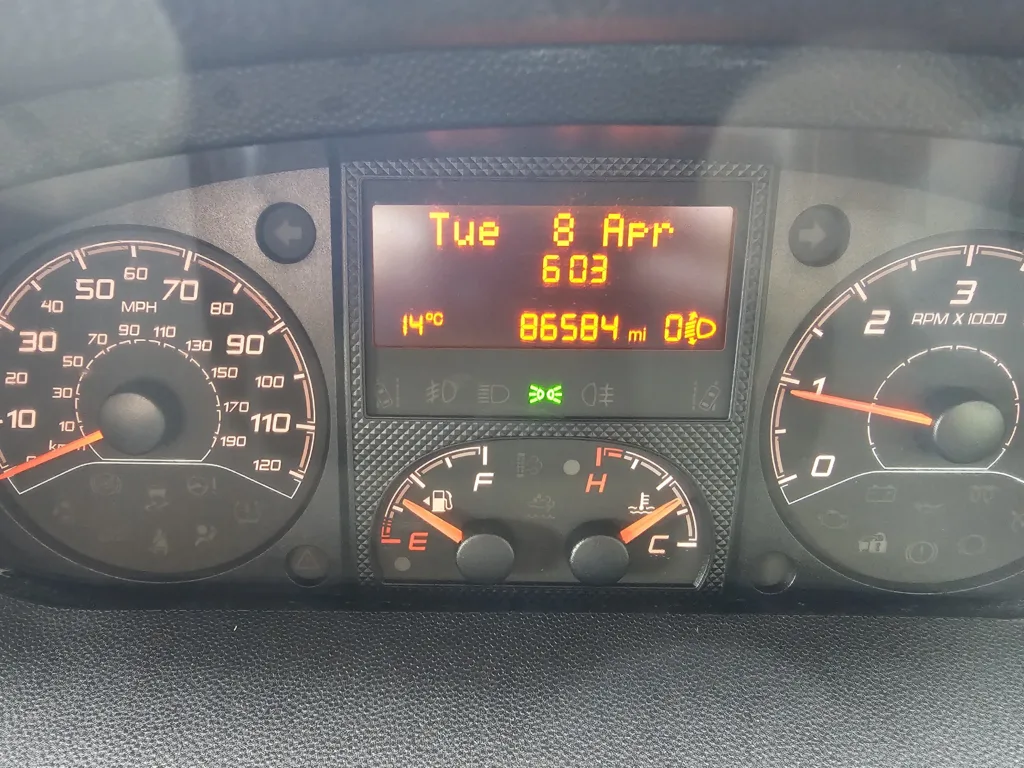 Tue 8 Apr
603
14°C 86584 mi 0
10 20 30 40 50 60 70 80 90 100 110 120
MPH
10 30 50 70 90 110 130 150 170 190
E F
H C
0 1 2 3
RPM X 1000